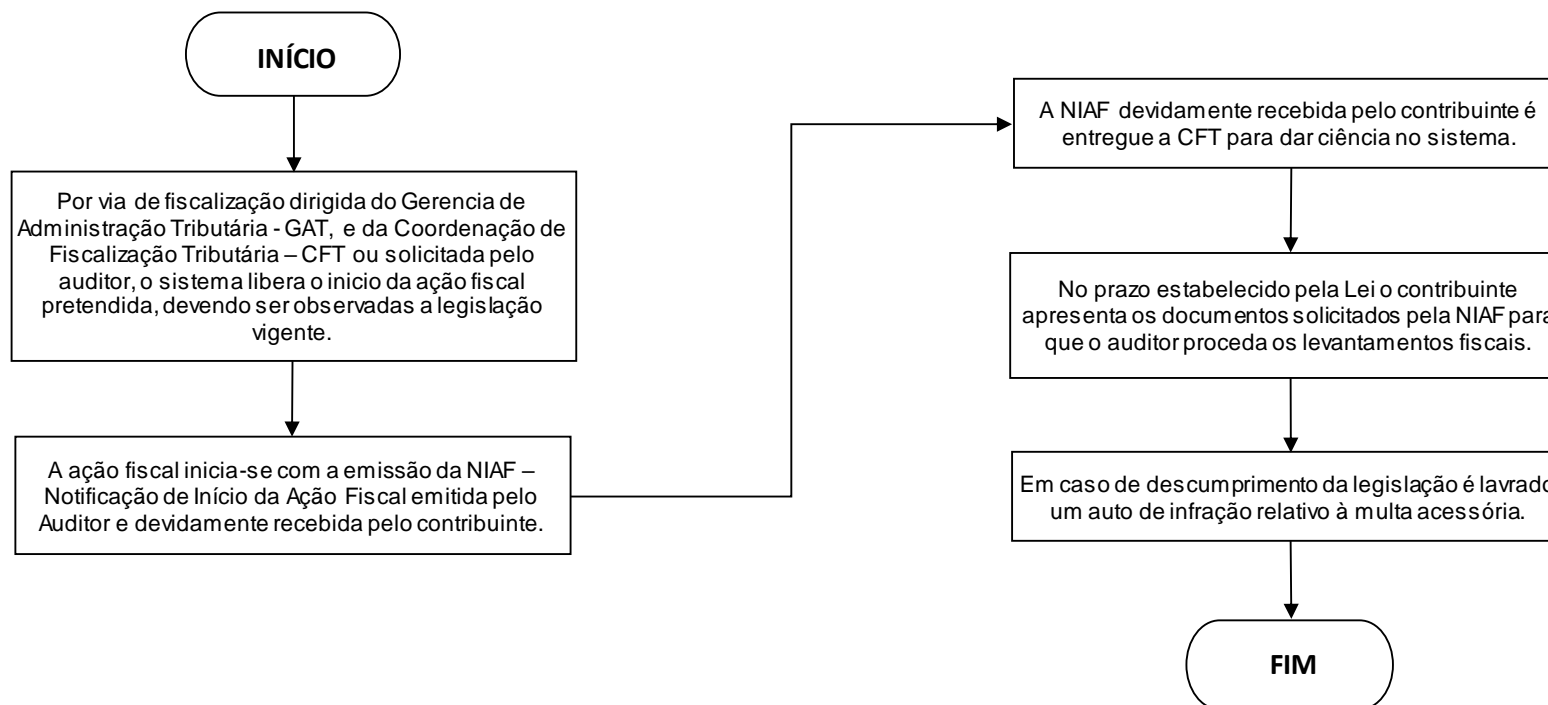 INÍCIO
Por via de fiscalização dirigida do Gerencia de
Administração Tributária - GAT, e da Coordenação de
Fiscalização Tributária – CFT ou solicitada pelo
auditor, o sistema libera o inicio da ação fiscal
pretendida, devendo ser observadas a legislação
vigente.
A ação fiscal inicia-se com a emissão da NIAF –
Notificação de Início da Ação Fiscal emitida pelo
Auditor e devidamente recebida pelo contribuinte.
A NIAF devidamente recebida pelo contribuinte é
entregue a CFT para dar ciência no sistema.
No prazo estabelecido pela Lei o contribuinte
apresenta os documentos solicitados pela NIAF para
que o auditor proceda os levantamentos fiscais.
Em caso de descumprimento da legislação é lavrado
um auto de infração relativo à multa acessória.
FIM